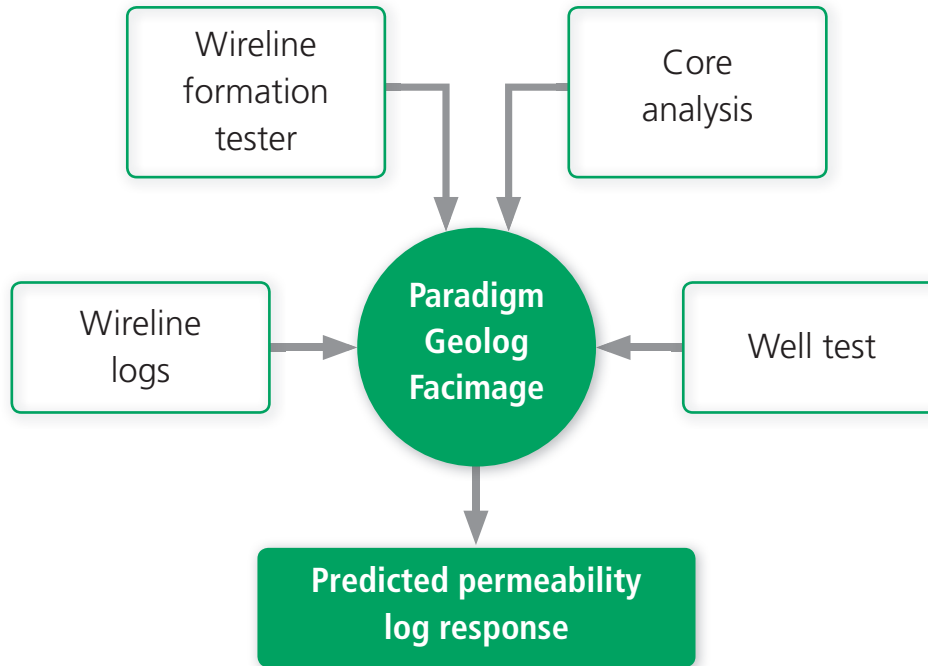 Wireline
formation
tester
Core
analysis
Wireline
logs
Paradigm
Geolog
Facimage
Well test
Predicted permeability
log response